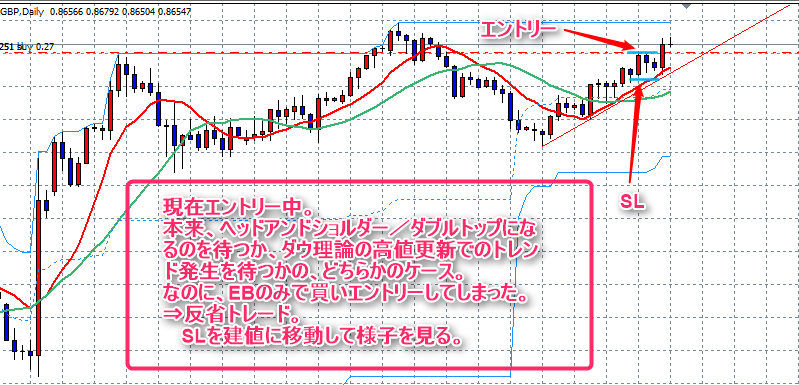 GBP,Daily 0.86566 0.86792 0.86504 0.86547
エントリー
251 buy 0.27
SL
現在エントリー中。
本来、ヘッドアンドショルダー／ダブルトップにな
るのを待つか、ダウ理論の高値更新でのトレン
ド発生を待つかの、どちらかのケース。
なのに、EBのみで買いエントリーしてしまった。
⇒反省トレード。
SLを建値に移動して様子を見る。